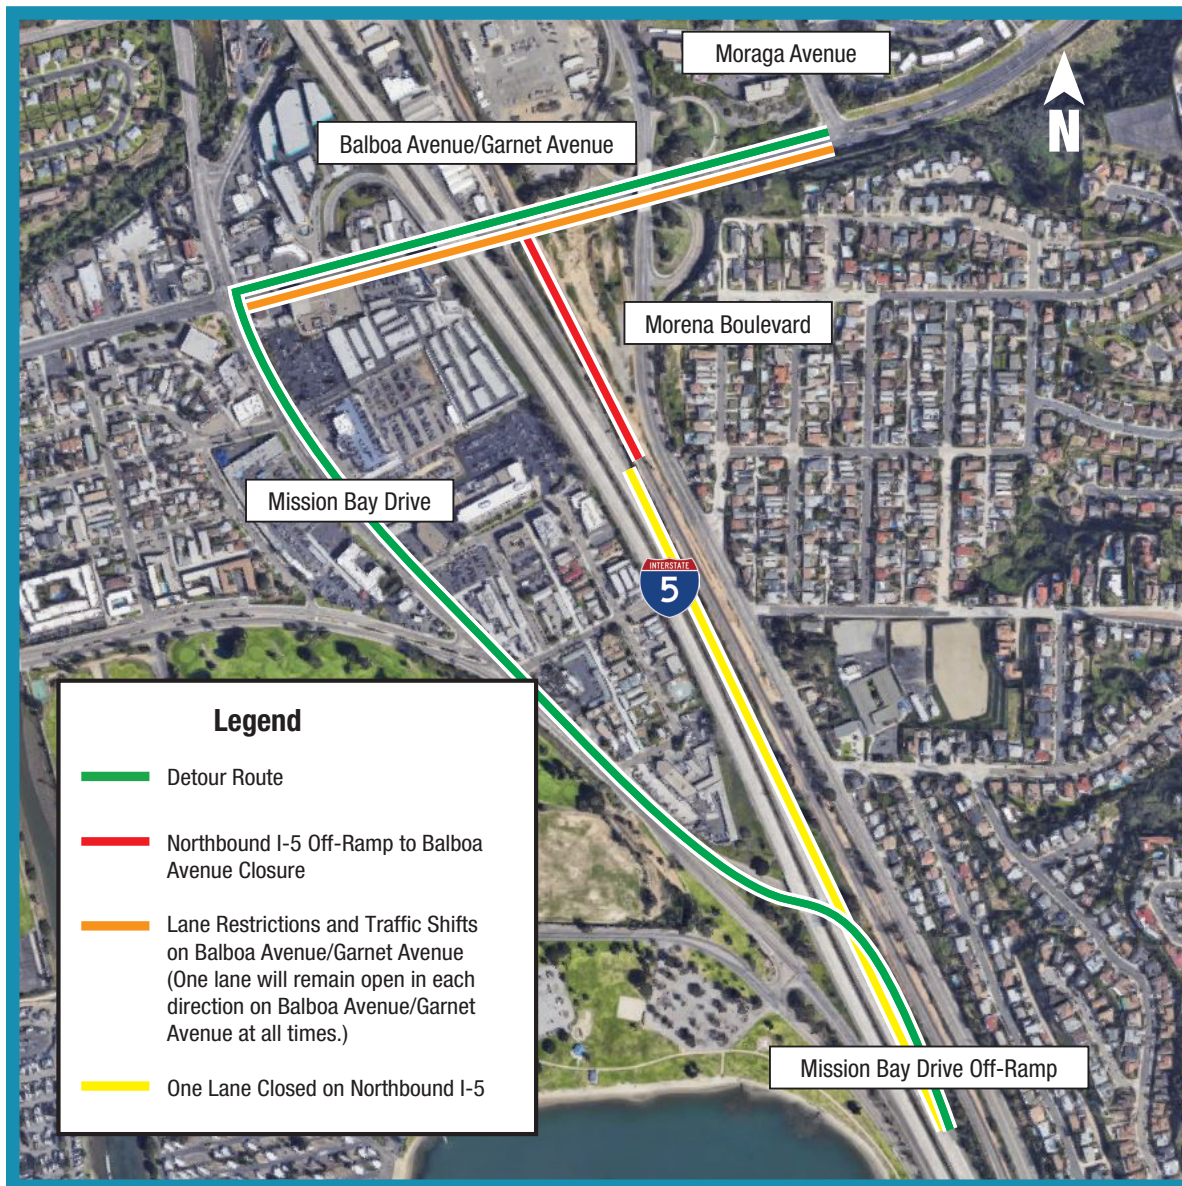 Moraga Avenue
N
Balboa Avenue/Garnet Avenue
Morena Boulevard
Mission Bay Drive
INTERSTATE
5
Legend
Detour Route
Northbound I-5 Off-Ramp to Balboa
Avenue Closure
Lane Restrictions and Traffic Shifts
on Balboa Avenue/Garnet Avenue
(One lane will remain open in each
direction on Balboa Avenue/Garnet
Avenue at all times.)
One Lane Closed on Northbound I-5
Mission Bay Drive Off-Ramp